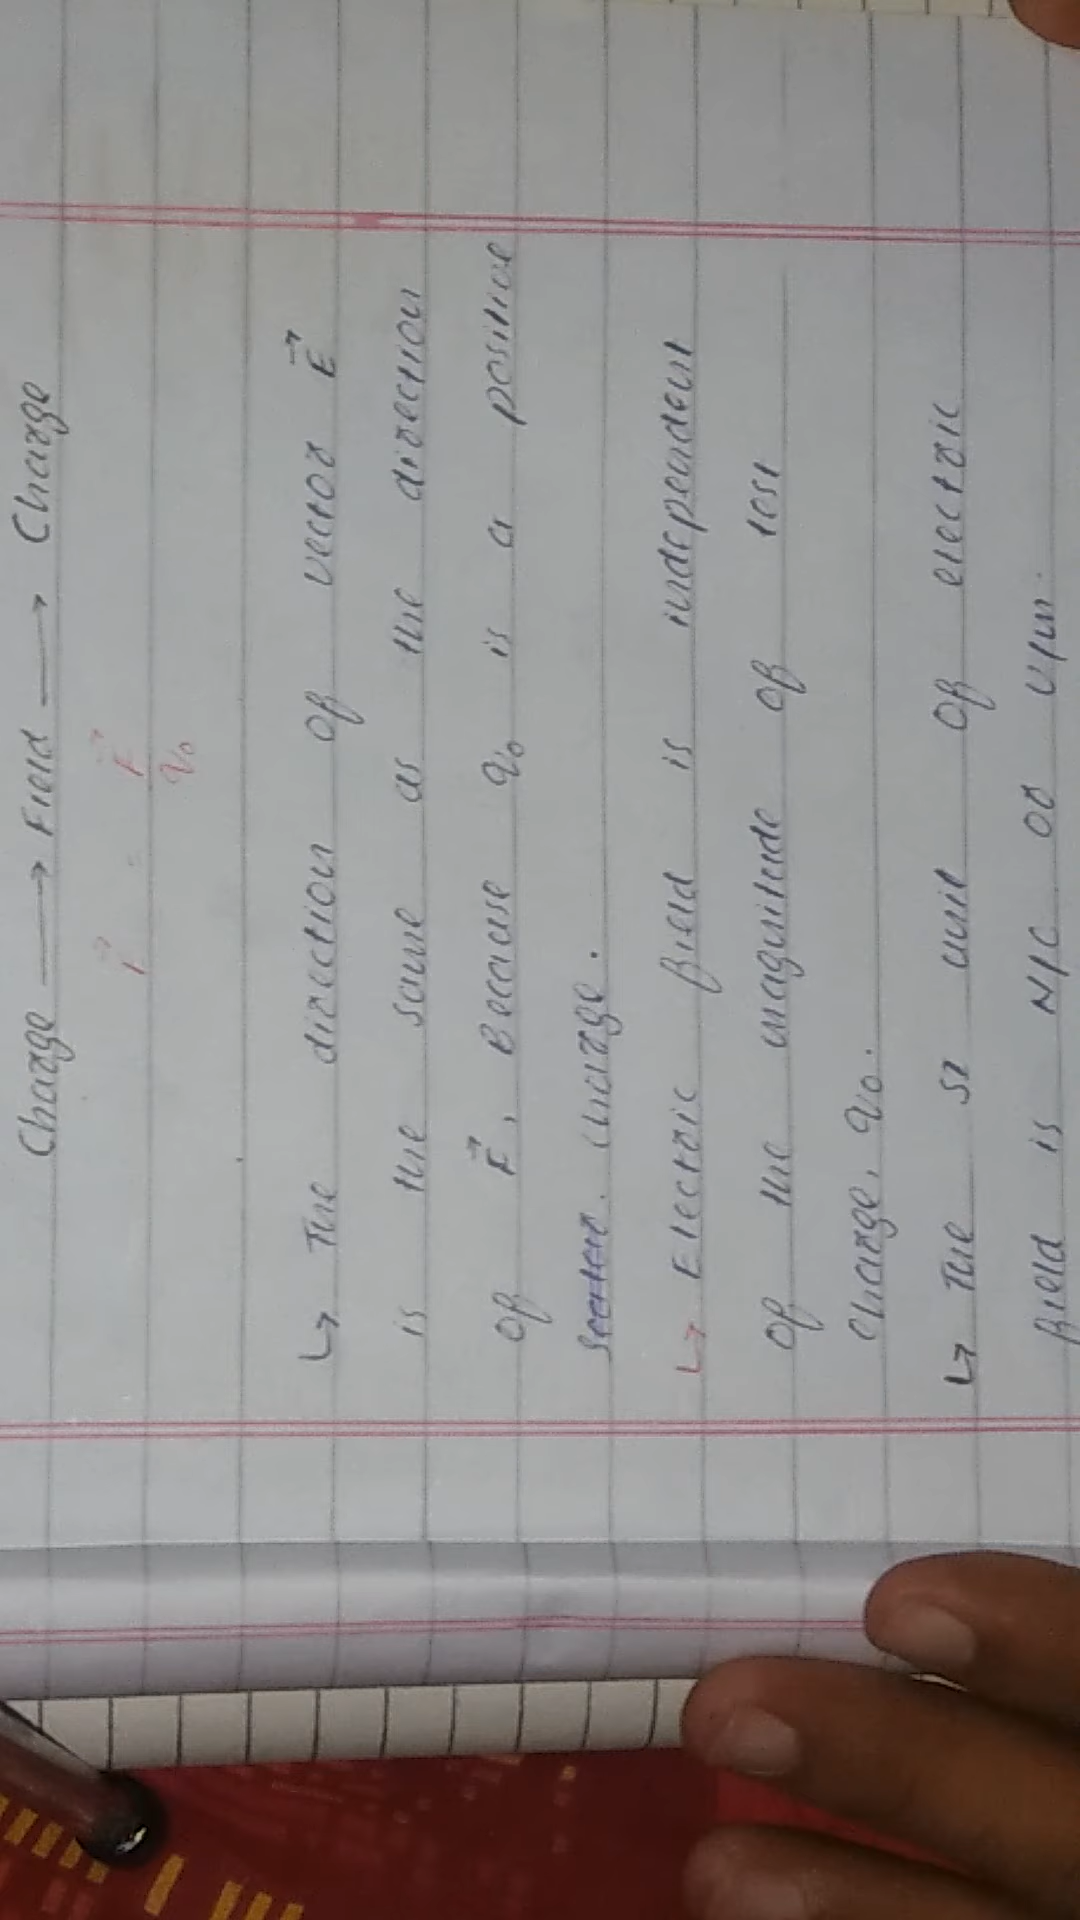 Charge → Field → Charge
= F⃗ / q₀
↳ The direction of vector E⃗
is the same as the direction
of F⃗, Because q₀ is a positive
charge.
↳ Electric field is independent
of the magnitude of test
charge, q₀.
↳ The SI unit of electric
field is N/C or V/m.